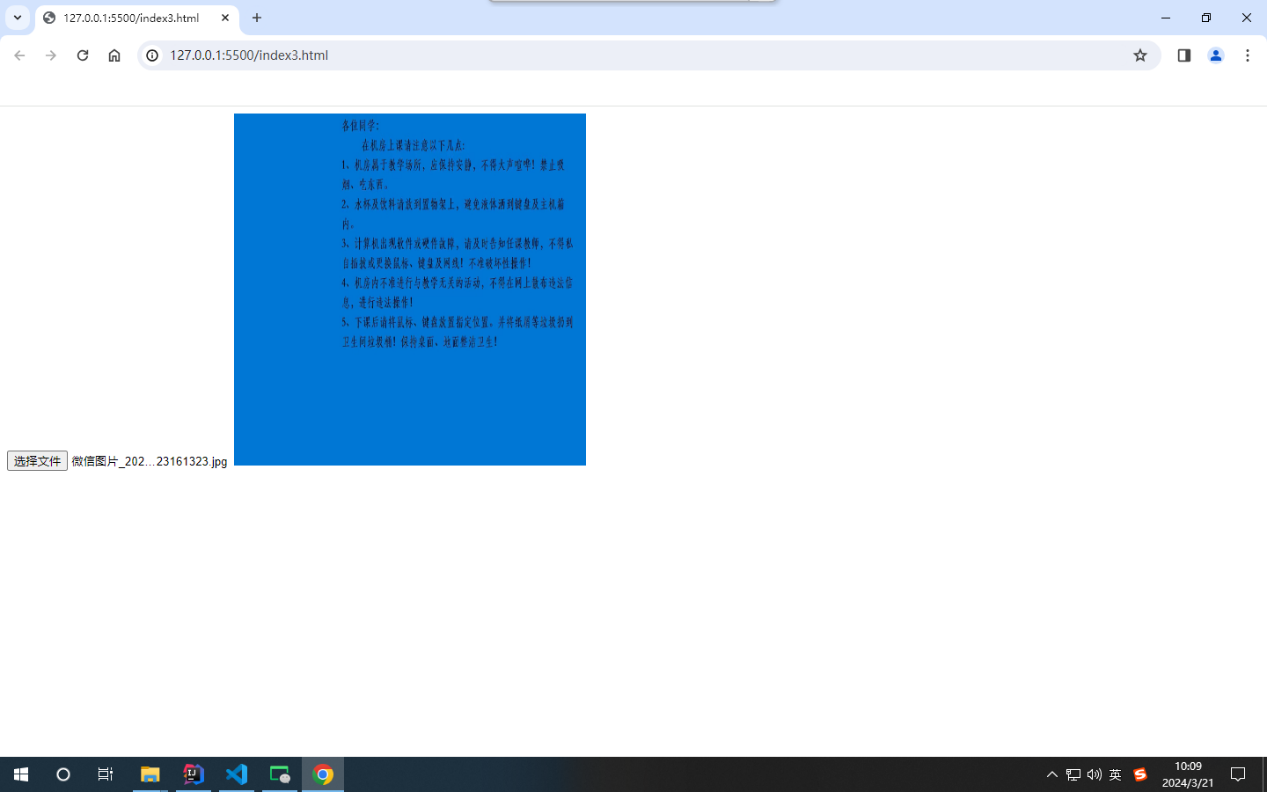 127.0.0.1:5500/index3.html
127.0.0.1:5500/index3.html
各位同学：
在机房上课请注意以下几点：
1、机房属于教学场所，应保持安静，不得大声喧哗！禁止吸
烟、吃东西。
2、水杯及饮料请放到置物架上，避免液体洒到键盘及主机箱
内。
3、计算机出现软件或硬件故障，请及时告知任课教师，不得私
自插拔或更换鼠标、键盘及网线！不准破坏性操作！
4、机房内不准进行与教学无关的活动，不得在网上散布违法信
息，进行违法操作！
5、下课后请将鼠标、键盘放置指定位置，并将纸屑等垃圾扔到
卫生间垃圾桶！保持桌面、地面整洁卫生！
选择文件 微信图片_202...23161323.jpg
英
10:09
2024/3/21